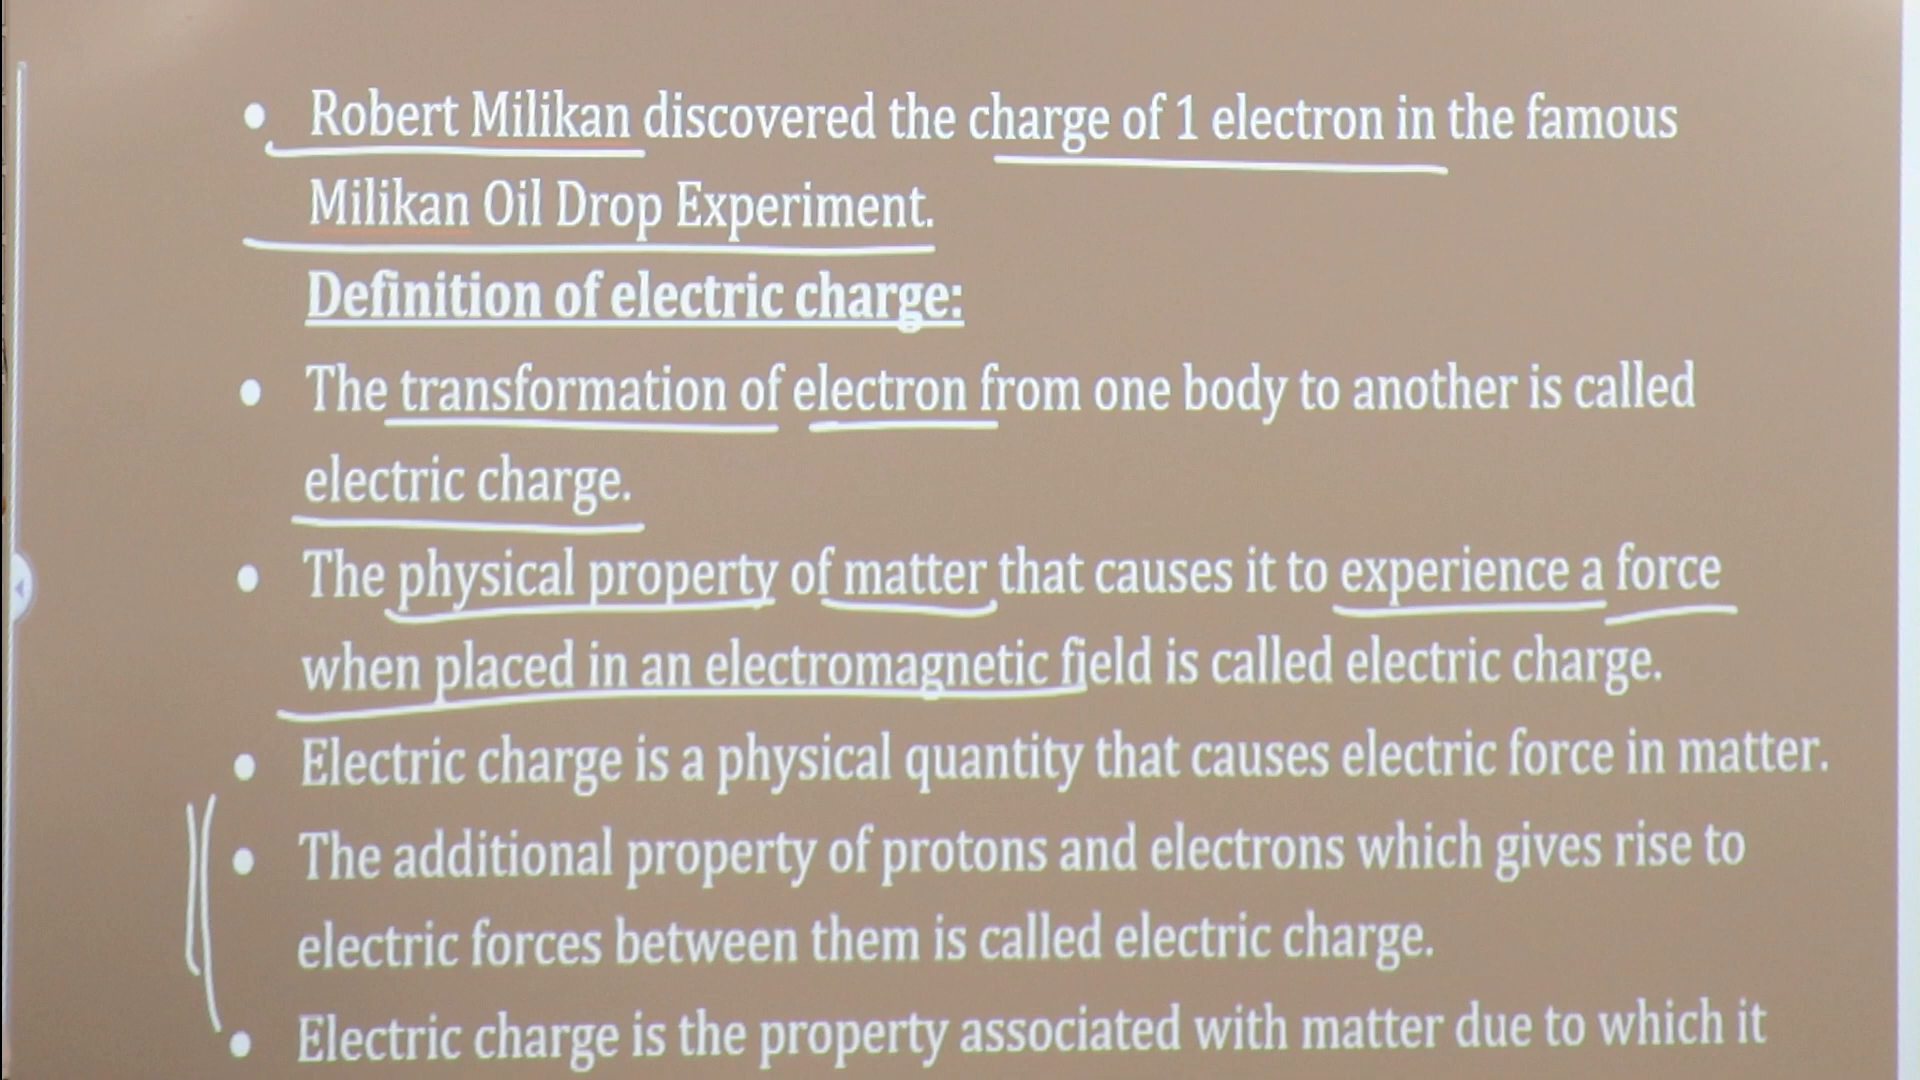 • Robert Milikan discovered the charge of 1 electron in the famous
Milikan Oil Drop Experiment.
Definition of electric charge:
• The transformation of electron from one body to another is called
electric charge.
• The physical property of matter that causes it to experience a force
when placed in an electromagnetic field is called electric charge.
• Electric charge is a physical quantity that causes electric force in matter.
• The additional property of protons and electrons which gives rise to
electric forces between them is called electric charge.
• Electric charge is the property associated with matter due to which it